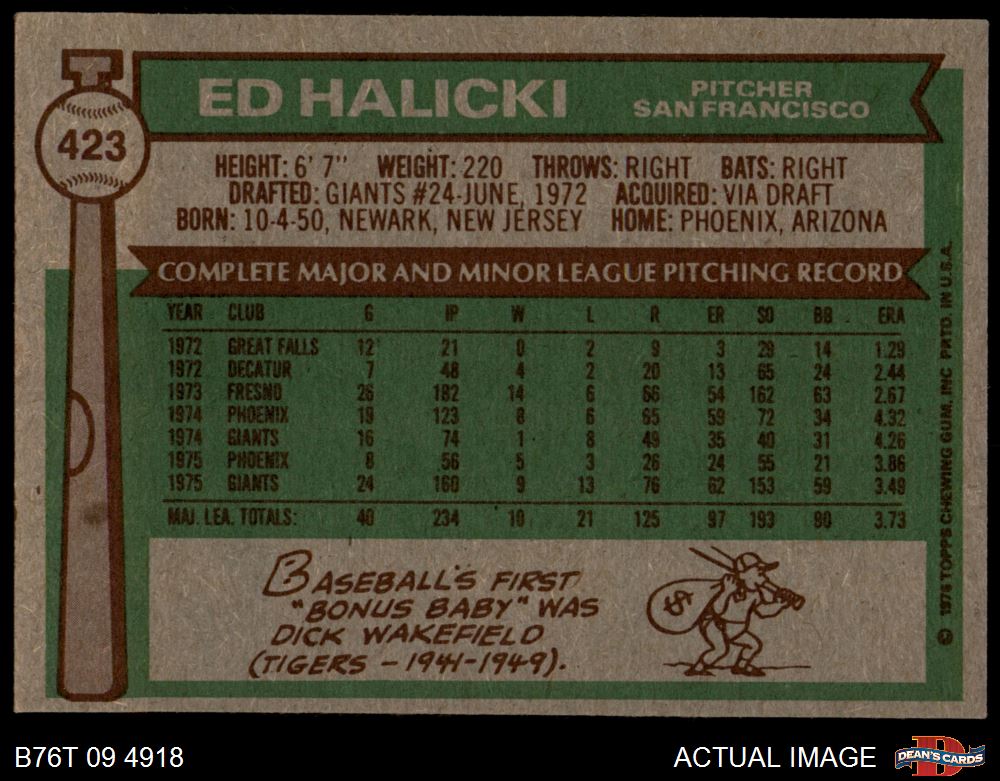 423
ED HALICKI
PITCHER
SAN FRANCISCO
HEIGHT: 6' 7" WEIGHT: 220 THROWS: RIGHT BATS: RIGHT
DRAFTED: GIANTS #24-JUNE, 1972 ACQUIRED: VIA DRAFT
BORN: 10-4-50, NEWARK, NEW JERSEY HOME: PHOENIX, ARIZONA
COMPLETE MAJOR AND MINOR LEAGUE PITCHING RECORD
YEAR CLUB G IP W L R ER SO BB ERA
1972 GREAT FALLS 12 21 0 2 9 3 29 14 1.29
1972 DECATUR 7 48 4 2 20 13 65 24 2.44
1973 FRESNO 26 182 14 6 66 54 162 63 2.67
1974 PHOENIX 19 123 8 6 65 59 72 34 4.32
1974 GIANTS 16 74 1 8 49 35 40 31 4.26
1975 PHOENIX 8 56 5 3 26 24 55 21 3.86
1975 GIANTS 24 160 9 13 76 62 153 59 3.49
MAJ. LEA. TOTALS: 40 234 10 21 125 97 193 90 3.73
BASEBALL'S FIRST
"BONUS BABY" WAS
DICK WAKEFIELD
(TIGERS - 1941-1949).
$
© 1976 TOPPS CHEWING GUM, INC PRTD. IN U.S.A.
B76T 09 4918
ACTUAL IMAGE
D
DEAN'S CARDS